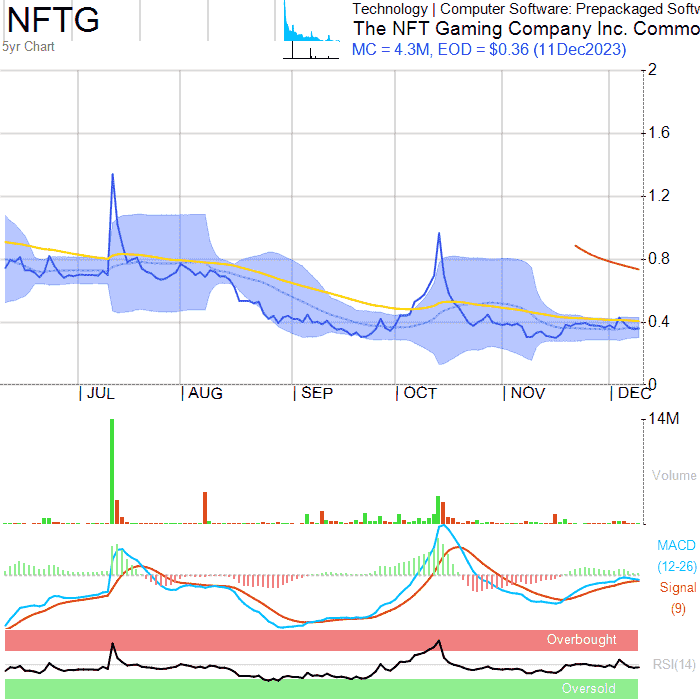 NFTG
5yr Chart
Technology | Computer Software: Prepackaged Softw
The NFT Gaming Company Inc. Commo
MC = 4.3M, EOD = $0.36 (11Dec2023)
2
1.6
1.2
0.8
0.4
0
| JUL | AUG | SEP | OCT | NOV | DEC
14M
Volume
MACD
(12-26)
Signal
(9)
Overbought
RSI(14)
Oversold